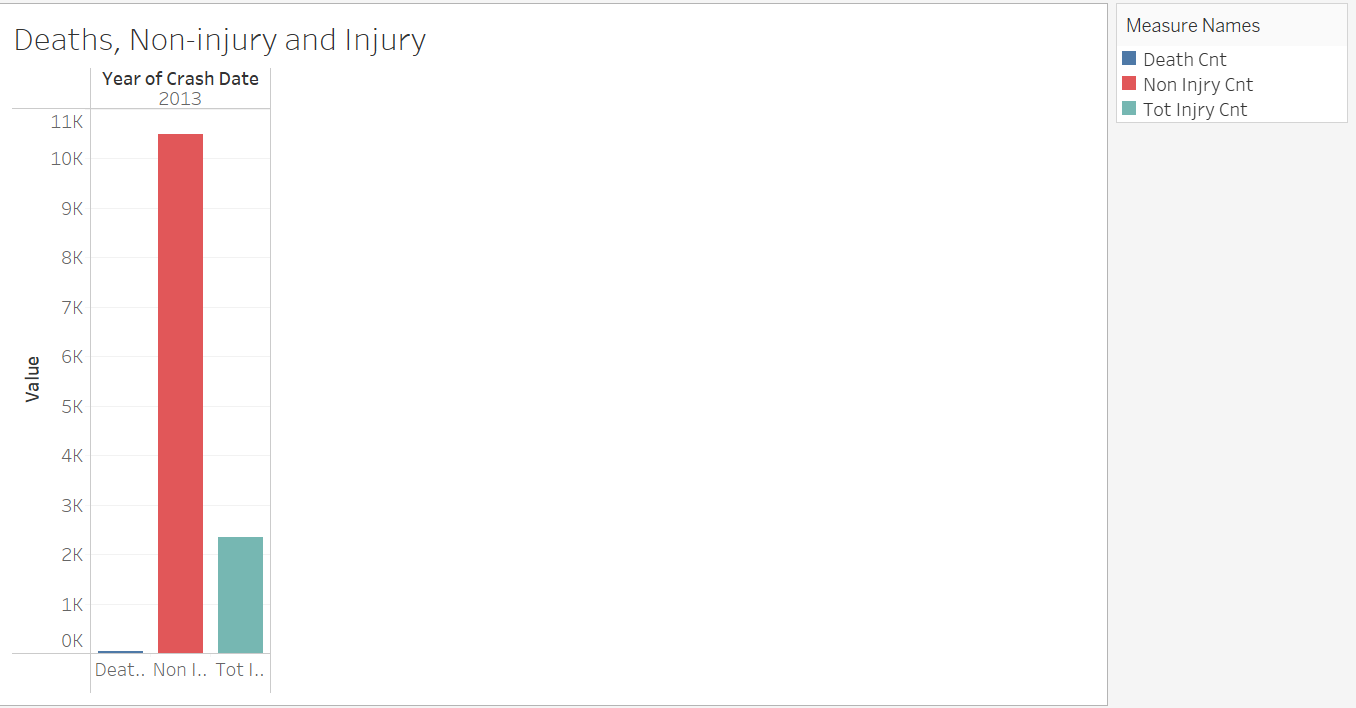 Deaths, Non-injury and Injury
Year of Crash Date
2013
11K
10K
9K
8K
7K
6K
5K
4K
3K
2K
1K
0K
Value
Deat.. Non I.. Tot I..
Measure Names
Death Cnt
Non Injry Cnt
Tot Injry Cnt